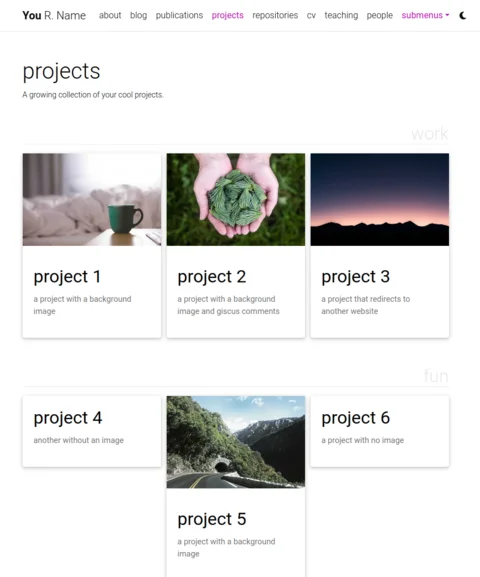 You R. Name about blog publications projects repositories cv teaching people submenus
projects
A growing collection of your cool projects.
work
project 1
a project with a background
image
project 2
a project with a background
image and giscus comments
project 3
a project that redirects to
another website
fun
project 4
another without an image
project 5
a project with a background
image
project 6
a project with no image